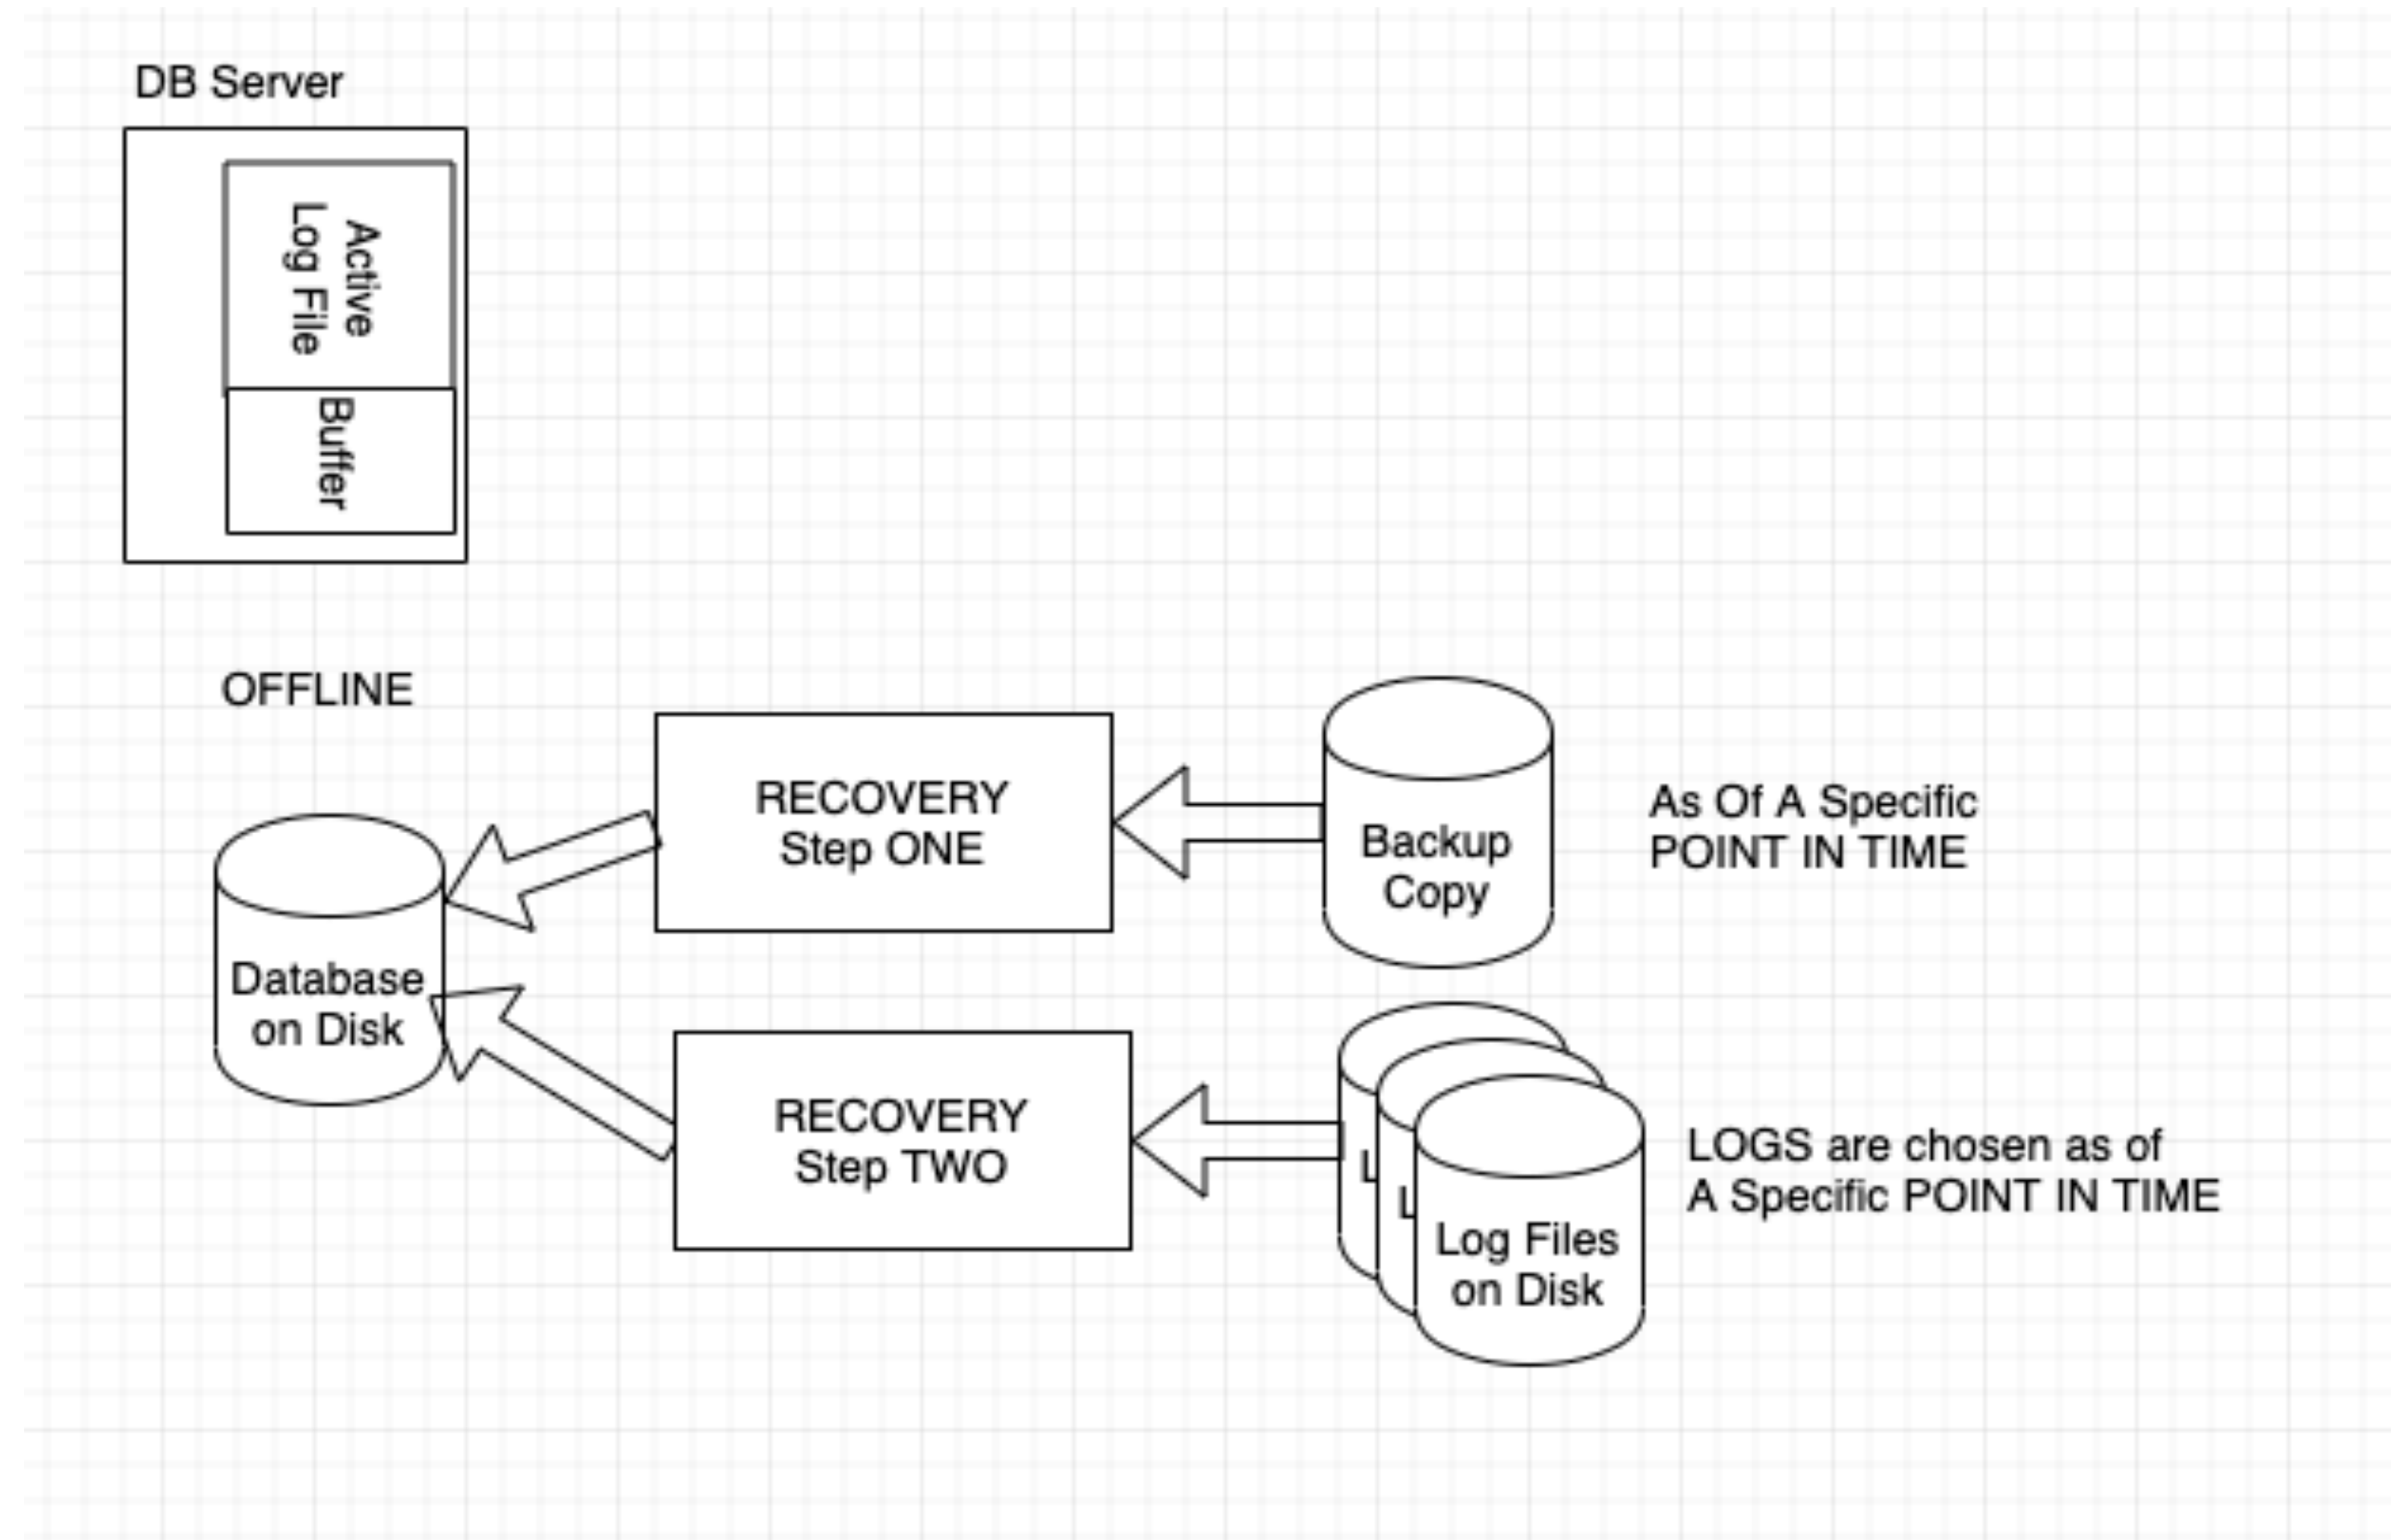 DB Server
Active
Log File
Buffer
OFFLINE
RECOVERY
Step ONE
Backup
Copy
As Of A Specific
POINT IN TIME
Database
on Disk
RECOVERY
Step TWO
L
L
Log Files
on Disk
LOGS are chosen as of
A Specific POINT IN TIME